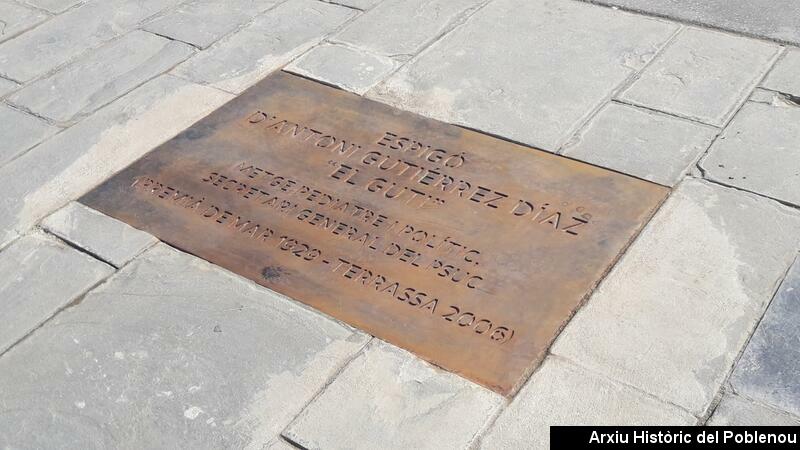 ESPIGÓ
D'ANTONI GUTIÉRREZ DÍAZ
"EL GUTI"
METGE PEDIATRE I POLÍTIC.
SECRETARI GENERAL DEL PSUC
(PREMIÀ DE MAR 1929 - TERRASSA 2006)
Arxiu Històric del Poblenou